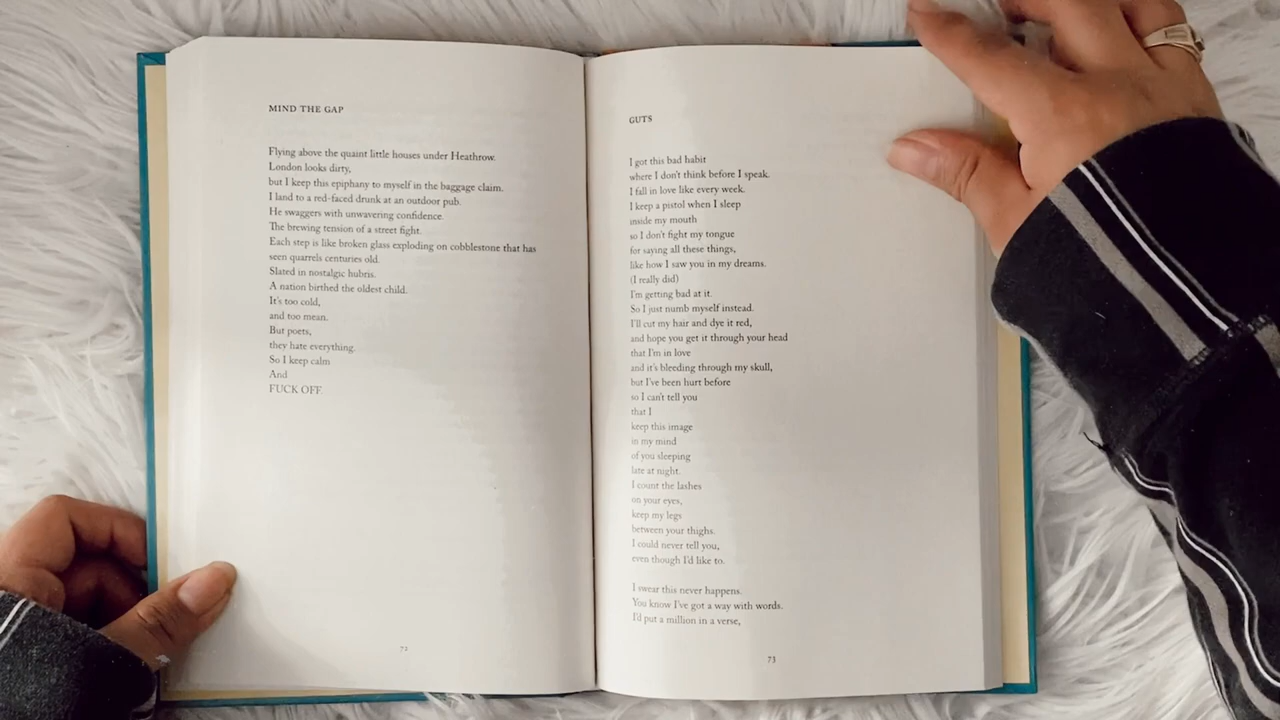 MIND THE GAP
Flying above the quaint little houses under Heathrow.
London looks dirty,
but I keep this epiphany to myself in the baggage claim.
I land to a red-faced drunk at an outdoor pub.
He swaggers with unwavering confidence.
The brewing tension of a street fight.
Each step is like broken glass exploding on cobblestone that has
seen quarrels centuries old.
Slated in nostalgic hubris.
A nation birthed the oldest child.
It's too cold,
and too mean.
But poets,
they hate everything.
So I keep calm
And
FUCK OFF.
72
GUTS
I got this bad habit
where I don't think before I speak.
I fall in love like every week.
I keep a pistol when I sleep
inside my mouth
so I don't fight my tongue
for saying all these things,
like how I saw you in my dreams.
(I really did)
I'm getting bad at it.
So I just numb myself instead.
I'll cut my hair and dye it red,
and hope you get it through your head
that I'm in love
and it's bleeding through my skull,
but I've been hurt before
so I can't tell you
that I
keep this image
in my mind
of you sleeping
late at night.
I count the lashes
on your eyes,
keep my legs
between your thighs.
I could never tell you,
even though I'd like to.
I swear this never happens.
You know I've got a way with words.
I'd put a million in a verse,
73